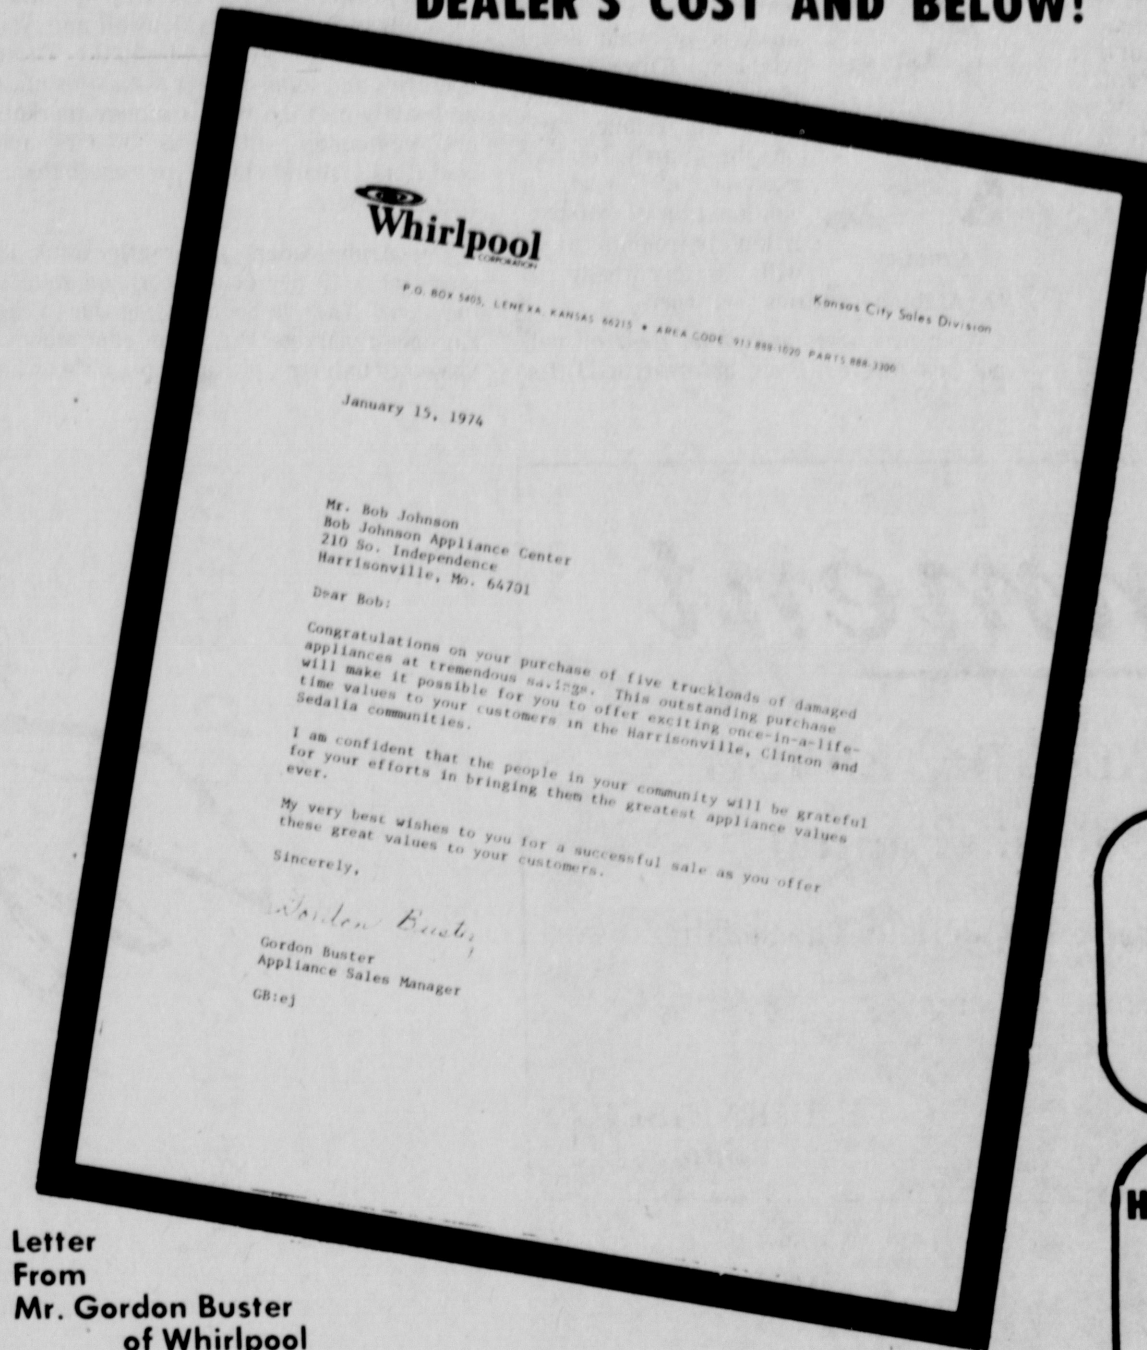 DEALER'S COST AND BELOW!
Whirlpool
CORPORATION
Kansas City Sales Division
P.O. BOX 5405, LENEXA, KANSAS 66215 • AREA CODE 913 888-1020 PARTS 888-3300
January 15, 1974
Mr. Bob Johnson
Bob Johnson Appliance Center
210 So. Independence
Harrisonville, Mo. 64701
Dear Bob:
Congratulations on your purchase of five truckloads of damaged
appliances at tremendous savings. This outstanding purchase
will make it possible for you to offer exciting once-in-a-life-
time values to your customers in the Harrisonville, Clinton and
Sedalia communities.
I am confident that the people in your community will be grateful
for your efforts in bringing them the greatest appliance values
ever.
My very best wishes to you for a successful sale as you offer
these great values to your customers.
Sincerely,
Gordon Buster
Gordon Buster
Appliance Sales Manager
GB:ej
Letter
From
Mr. Gordon Buster
of Whirlpool
H